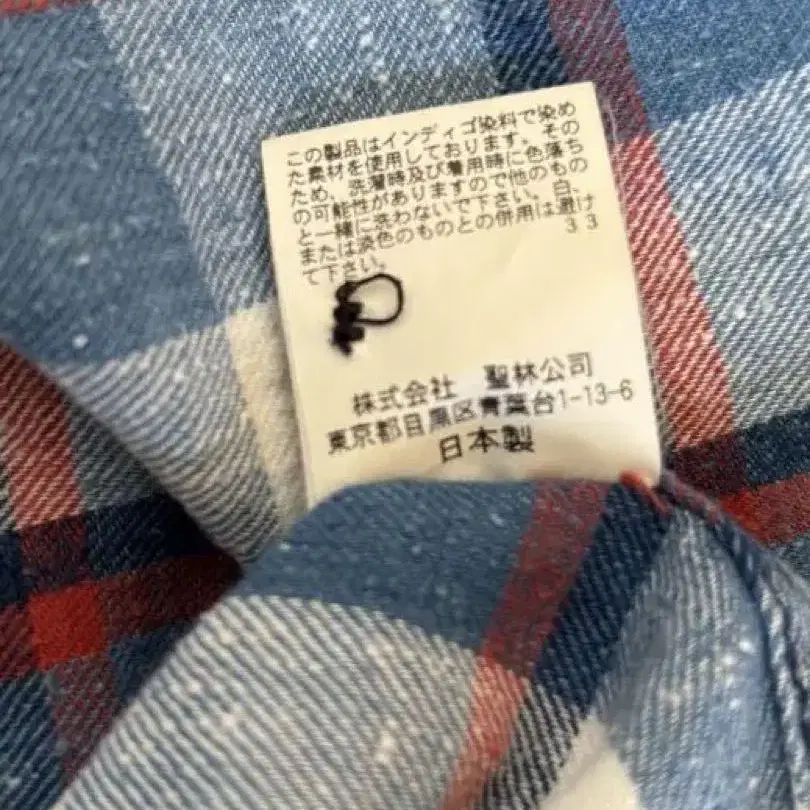 この製品はインディゴ染料で染め
た素材を使用しております。その
ため、洗濯時及び着用時に色落ち
の可能性がありますので他のもの
と一緒に洗わないで下さい。白、
または淡色のものとの併用は避け
て下さい。
33
株式会社 聖林公司
東京都目黒区青葉台1-13-6
日本製